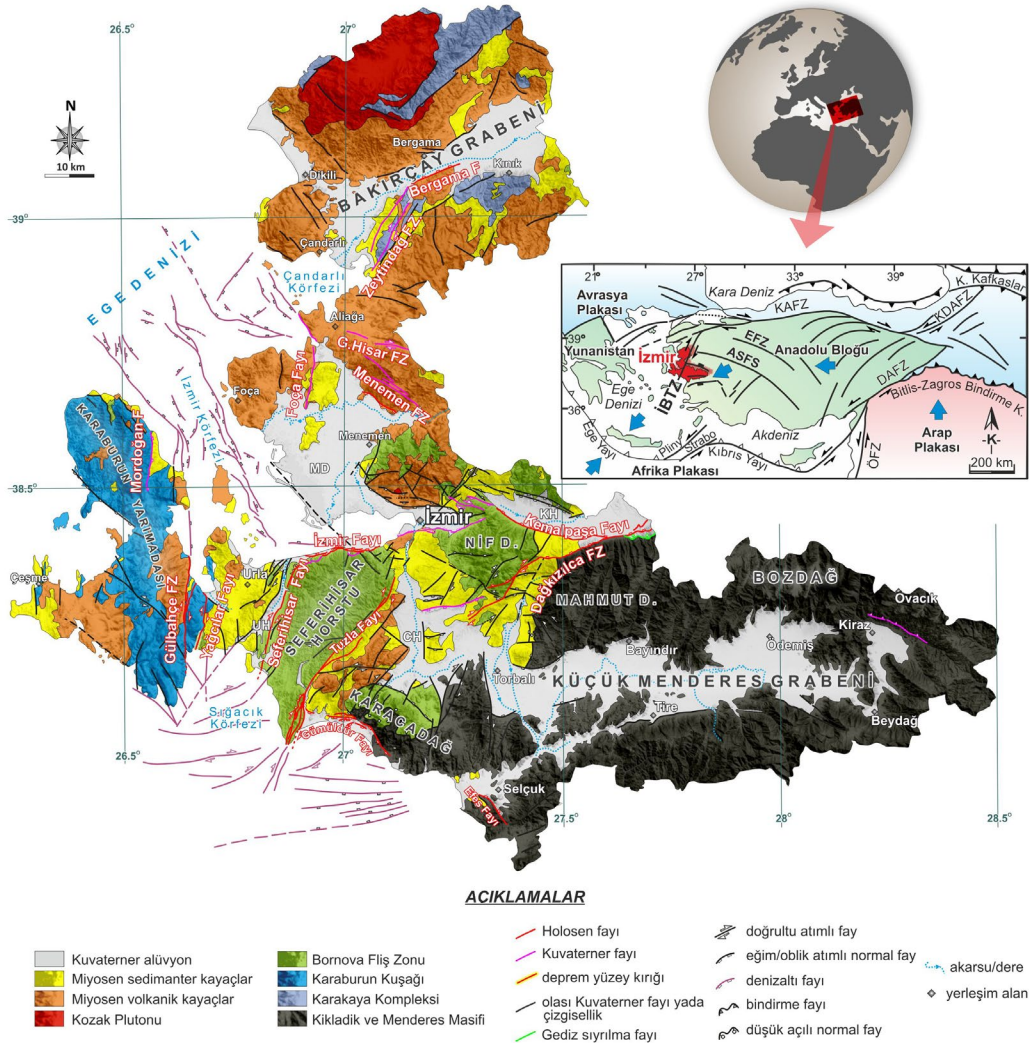 26.5°
27°
N
10 km
39°
38.5°
BAKIRÇAY GRABENİ
Bergama
Dikili
Kınık
Bergama F
Zeytindağ FZ
Çandarlı
Çandarlı
Körfezi
EGE DENİZİ
Aliağa
G.Hisar FZ
Menemen FZ
Foça Fayı
Foça
İzmir Körfezi
Menemen
MD
KARABURUN YARIMADASI
Mordoğan F
İzmir
KH
Kemalpaşa Fayı
İzmir Fayı
NİF D.
Dağkızılca FZ
MAHMUT D.
BOZDAĞ
Ovacık
Kiraz
Çeşme
Urla
UH
Gülbahçe FZ
Yağcılar Fayı
Seferihisar Fayı
SEFERİHİSAR
HORSTU
Tuzla Fayı
CH
Bayındır
Ödemiş
Torbalı
KÜÇÜK MENDERES GRABENİ
Tire
Beydağ
Sığacık
Körfezi
KARACADAĞ
Gümüldür Fayı
Selçuk
Efes Fayı
26.5°
27°
27.5°
28°
28.5°
21°
27°
33°
39°
39°
36°
Avrasya
Plakası
Kara Deniz
K. Kafkaslar
KAFZ
KDAFZ
EFZ
Yunanistan
İzmir
ASFS
Anadolu Bloğu
DAFZ
İBTZ
Ege
Denizi
Bitlis-Zagros Bindirme K.
Ege Yayı
Pliny
Strabo
Akdeniz
Kıbrıs Yayı
Afrika Plakası
ÖFZ
Arap
Plakası
-K-
200 km
ACIKLAMALAR
Kuvaterner alüvyon
Miyosen sedimanter kayaçlar
Miyosen volkanik kayaçlar
Kozak Plutonu
Bornova Fliş Zonu
Karaburun Kuşağı
Karakaya Kompleksi
Kikladik ve Menderes Masifi
Holosen fayı
Kuvaterner fayı
deprem yüzey kırığı
olası Kuvaterner fayı yada
çizgisellik
Gediz sıyrılma fayı
doğrultu atımlı fay
eğim/oblik atımlı normal fay
denizaltı fayı
bindirme fayı
düşük açılı normal fay
akarsu/dere
yerleşim alan